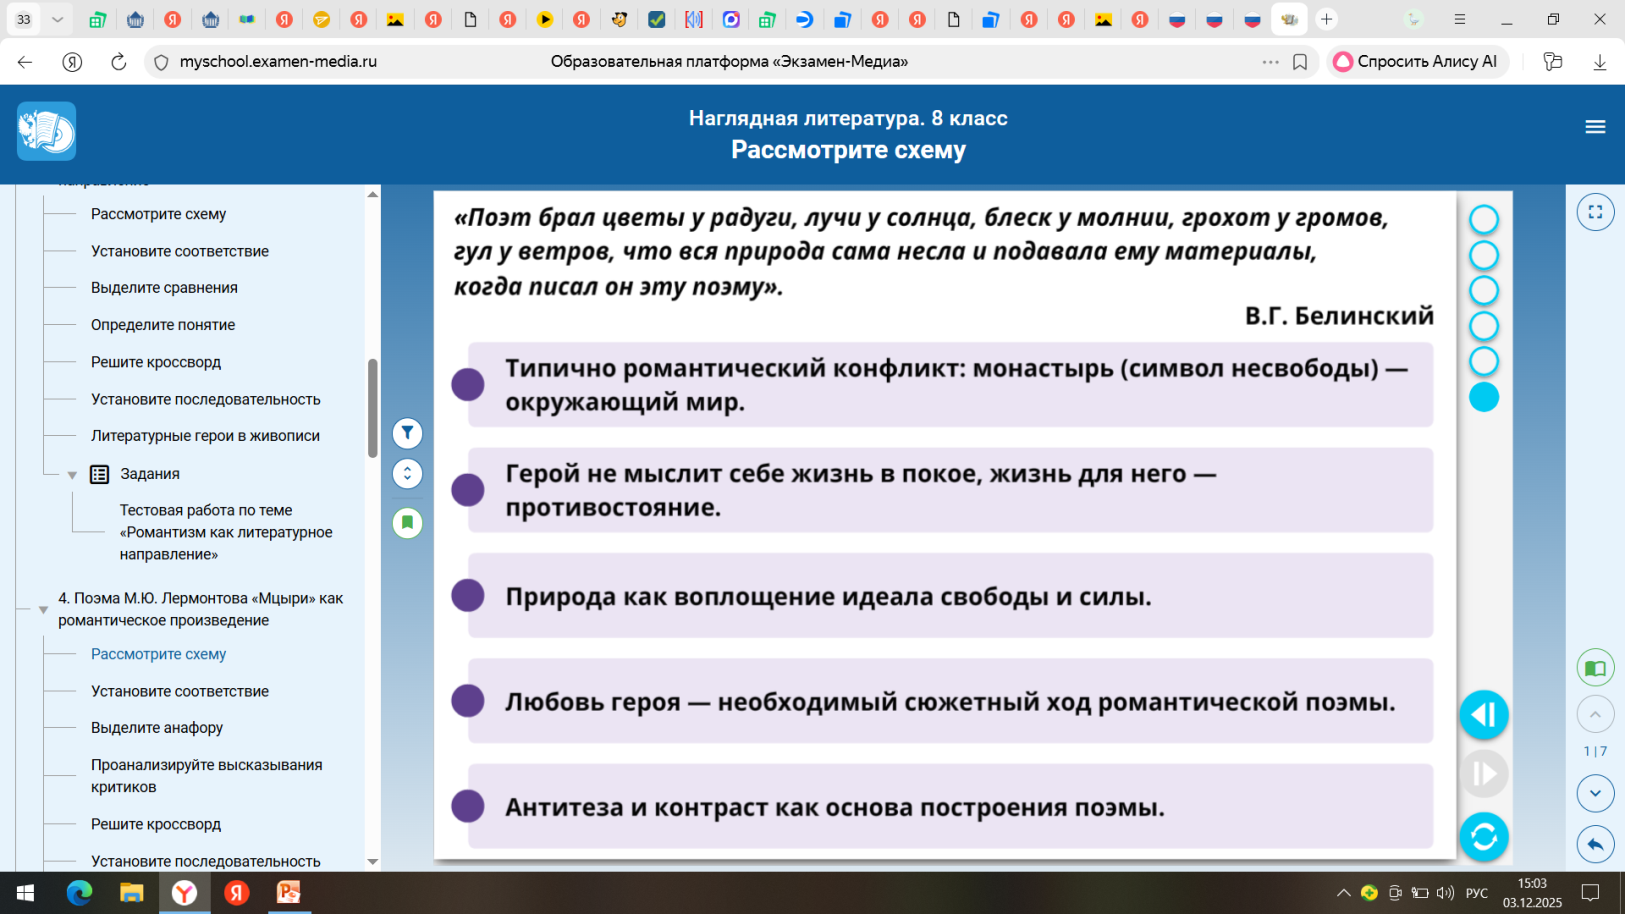 33
myschool.examen-media.ru
Образовательная платформа «Экзамен-Медиа»
Спросить Алису AI
Наглядная литература. 8 класс
Рассмотрите схему
Рассмотрите схему
Установите соответствие
Выделите сравнения
Определите понятие
Решите кроссворд
Установите последовательность
Литературные герои в живописи
Задания
Тестовая работа по теме
«Романтизм как литературное
направление»
4. Поэма М.Ю. Лермонтова «Мцыри» как
романтическое произведение
Рассмотрите схему
Установите соответствие
Выделите анафору
Проанализируйте высказывания
критиков
Решите кроссворд
Установите последовательность
«Поэт брал цветы у радуги, лучи у солнца, блеск у молнии, грохот у громов,
гул у ветров, что вся природа сама несла и подавала ему материалы,
когда писал он эту поэму».
В.Г. Белинский
Типично романтический конфликт: монастырь (символ несвободы) —
окружающий мир.
Герой не мыслит себе жизнь в покое, жизнь для него —
противостояние.
Природа как воплощение идеала свободы и силы.
Любовь героя — необходимый сюжетный ход романтической поэмы.
Антитеза и контраст как основа построения поэмы.
1 | 7
РУС
15:03
03.12.2025